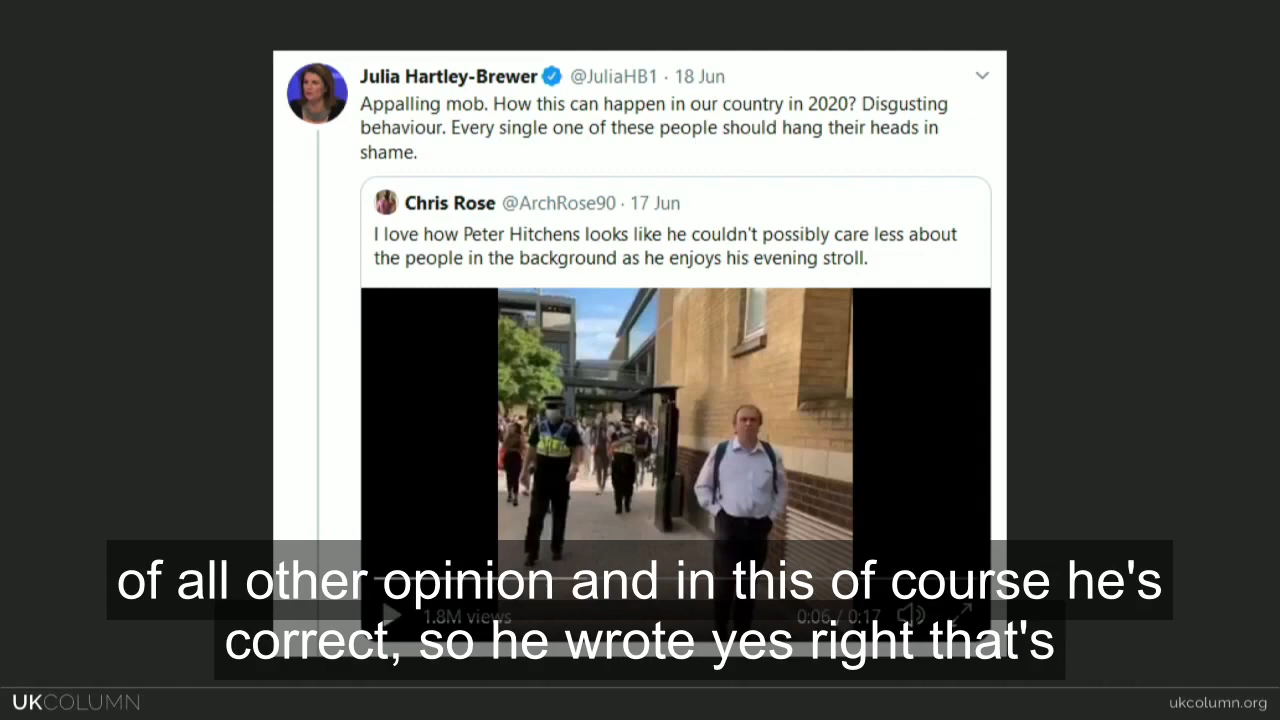 Julia Hartley-Brewer @JuliaHB1 · 18 Jun
Appalling mob. How this can happen in our country in 2020? Disgusting
behaviour. Every single one of these people should hang their heads in
shame.
Chris Rose @ArchRose90 · 17 Jun
I love how Peter Hitchens looks like he couldn't possibly care less about
the people in the background as he enjoys his evening stroll.
1.8M views 0:06 / 0:17
of all other opinion and in this of course he's
correct, so he wrote yes right that's
UKCOLUMN ukcolumn.org